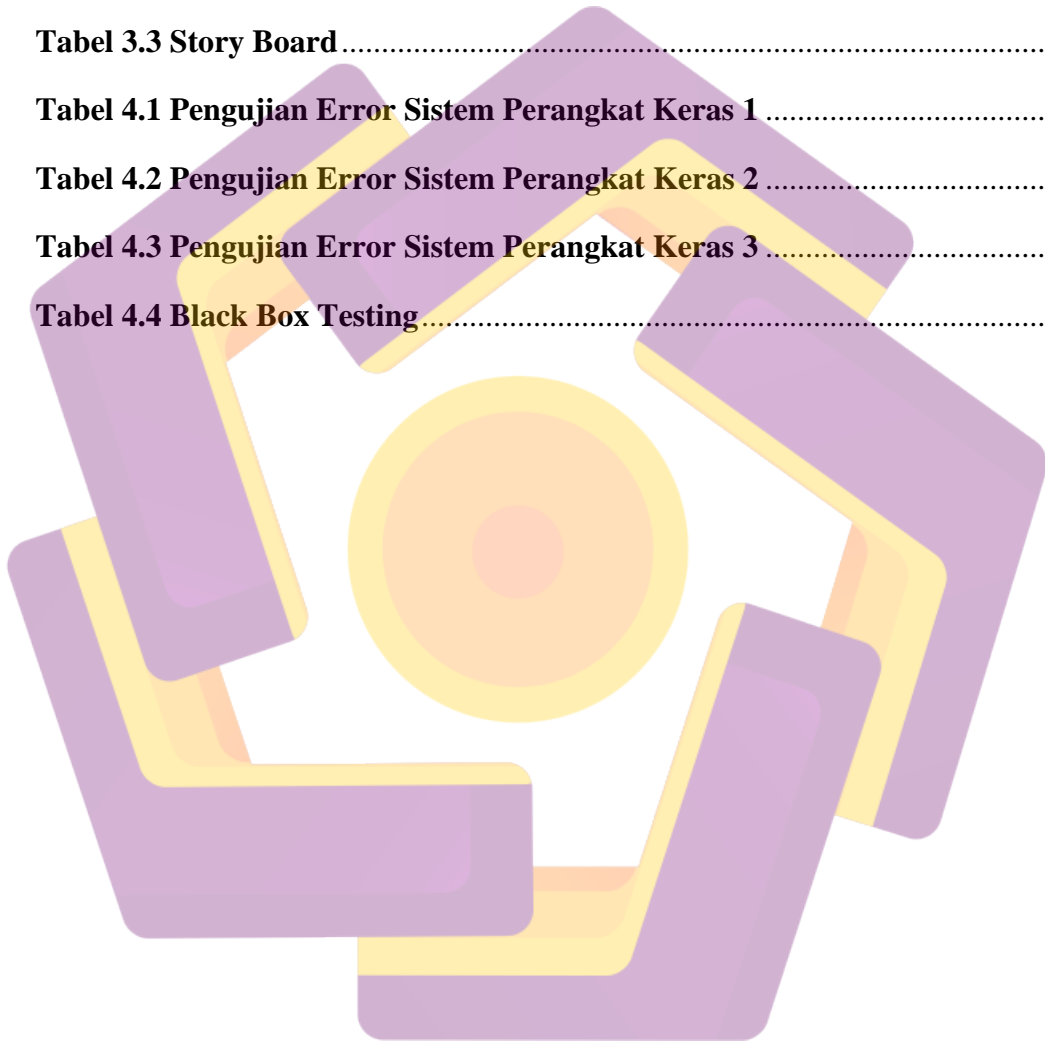 Tabel 3.3 Story Board ........................................................................................
Tabel 4.1 Pengujian Error Sistem Perangkat Keras 1 ...................................
Tabel 4.2 Pengujian Error Sistem Perangkat Keras 2 ...................................
Tabel 4.3 Pengujian Error Sistem Perangkat Keras 3 ...................................
Tabel 4.4 Black Box Testing ..............................................................................